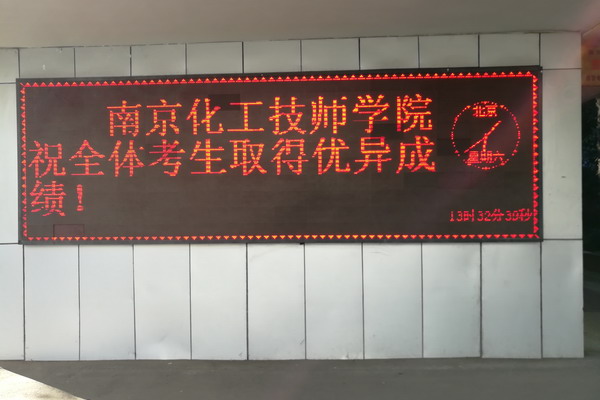 南京化工技师学院
祝全体考生取得优异成
绩！
北京
星期六
13时32分30秒